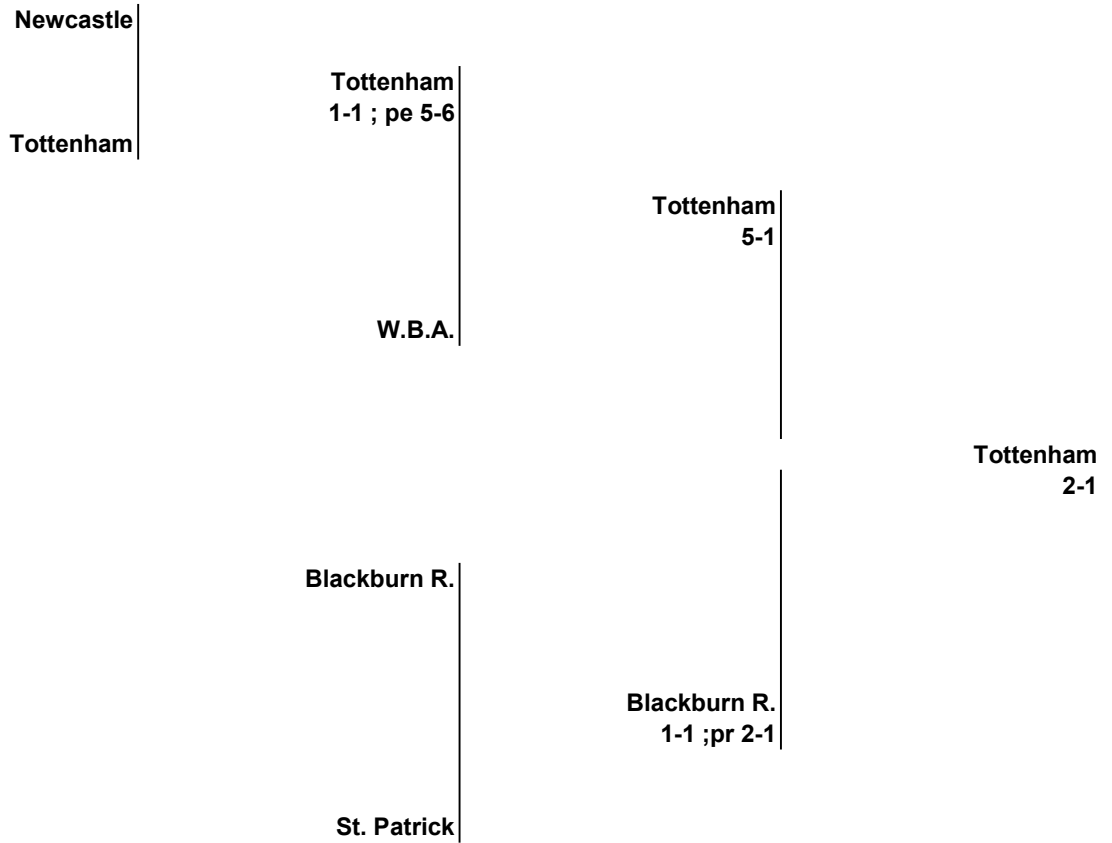 Newcastle
Tottenham
1-1 ; pe 5-6
Tottenham
Tottenham
5-1
W.B.A.
Tottenham
2-1
Blackburn R.
Blackburn R.
1-1 ;pr 2-1
St. Patrick